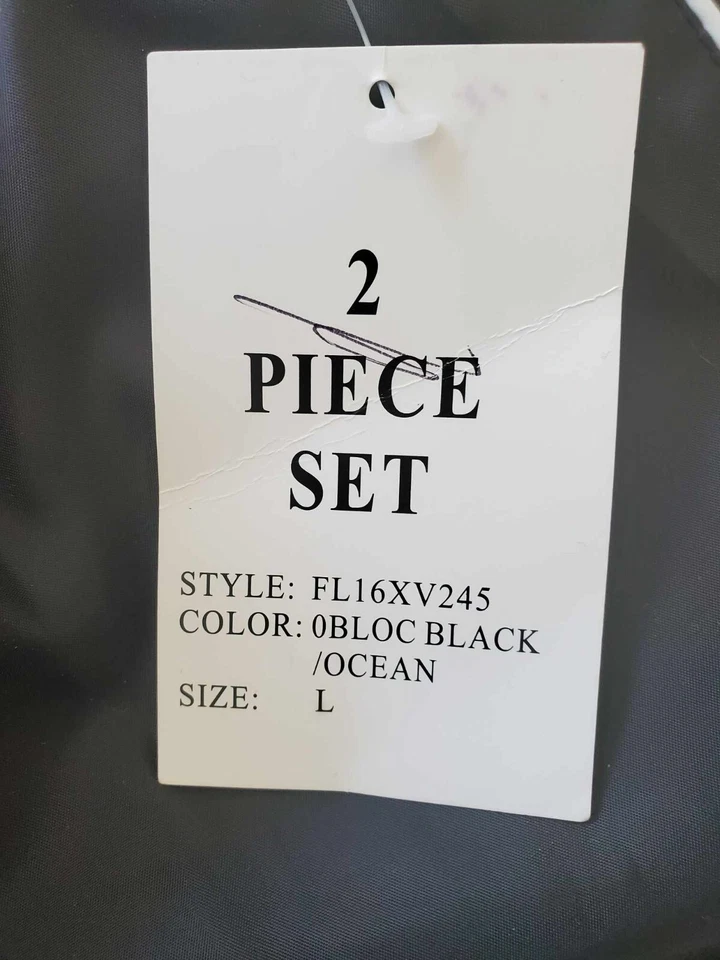 2
PIECE
SET
STYLE: FL16XV245
COLOR: 0BLOC BLACK
/OCEAN
SIZE: L